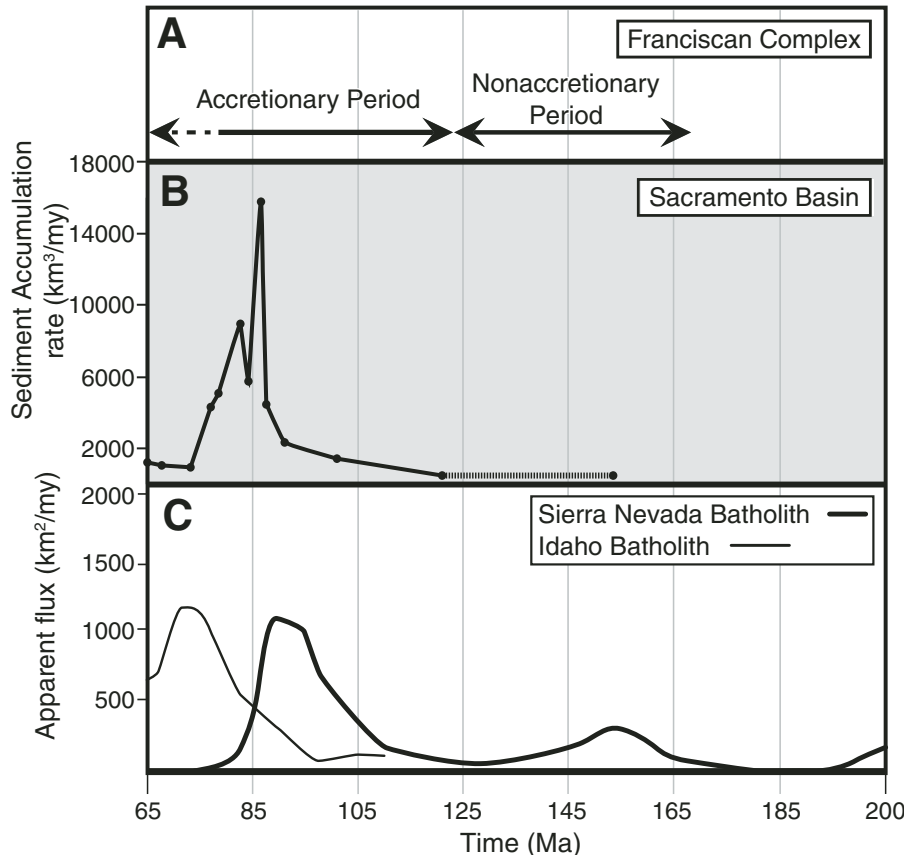 A
Franciscan Complex
Accretionary Period
Nonaccretionary
Period
B
Sacramento Basin
Sediment Accumulation
rate (km³/my)
18000
14000
10000
6000
2000
C
Sierra Nevada Batholith
Idaho Batholith
Apparent flux (km²/my)
2000
1500
1000
500
65 85 105 125 145 165 185 200
Time (Ma)